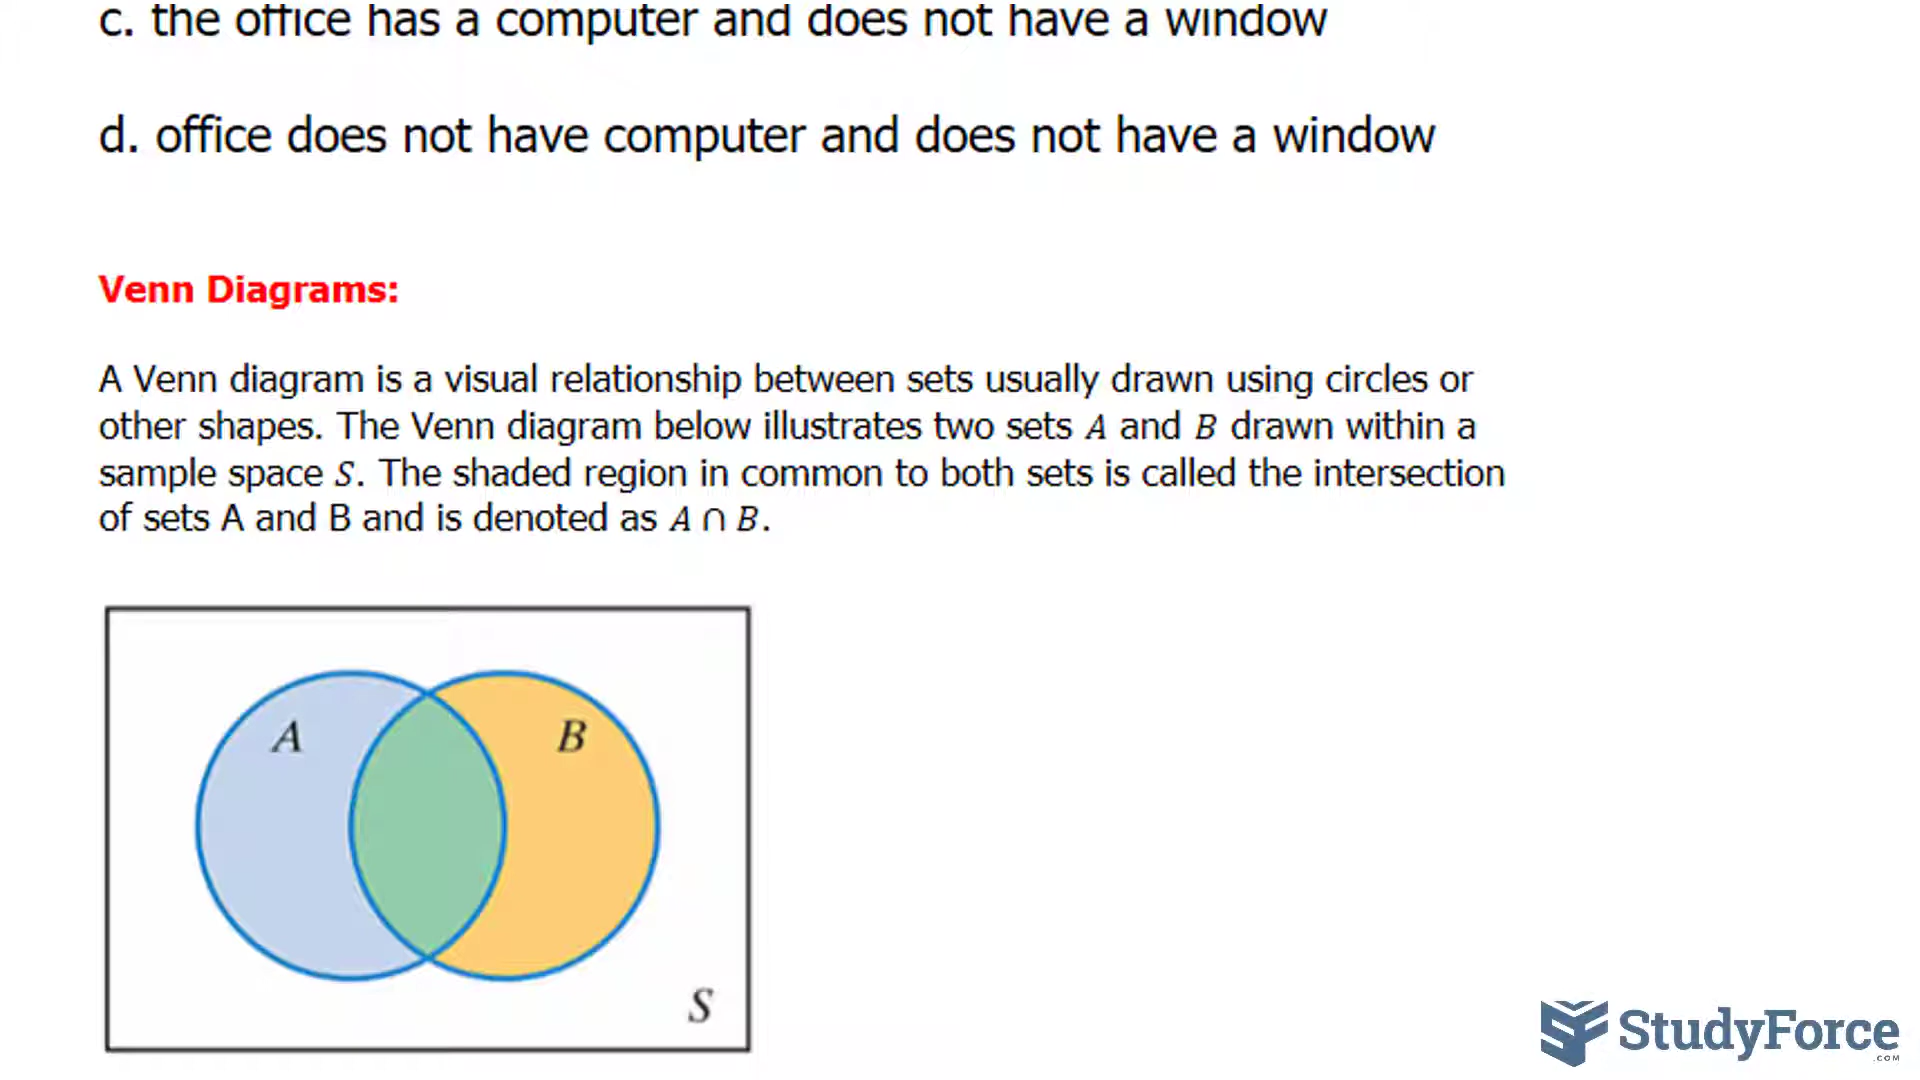 c. the office has a computer and does not have a window
d. office does not have computer and does not have a window
Venn Diagrams:
A Venn diagram is a visual relationship between sets usually drawn using circles or
other shapes. The Venn diagram below illustrates two sets A and B drawn within a
sample space S. The shaded region in common to both sets is called the intersection
of sets A and B and is denoted as A ∩ B.
A
B
S
StudyForce
.COM